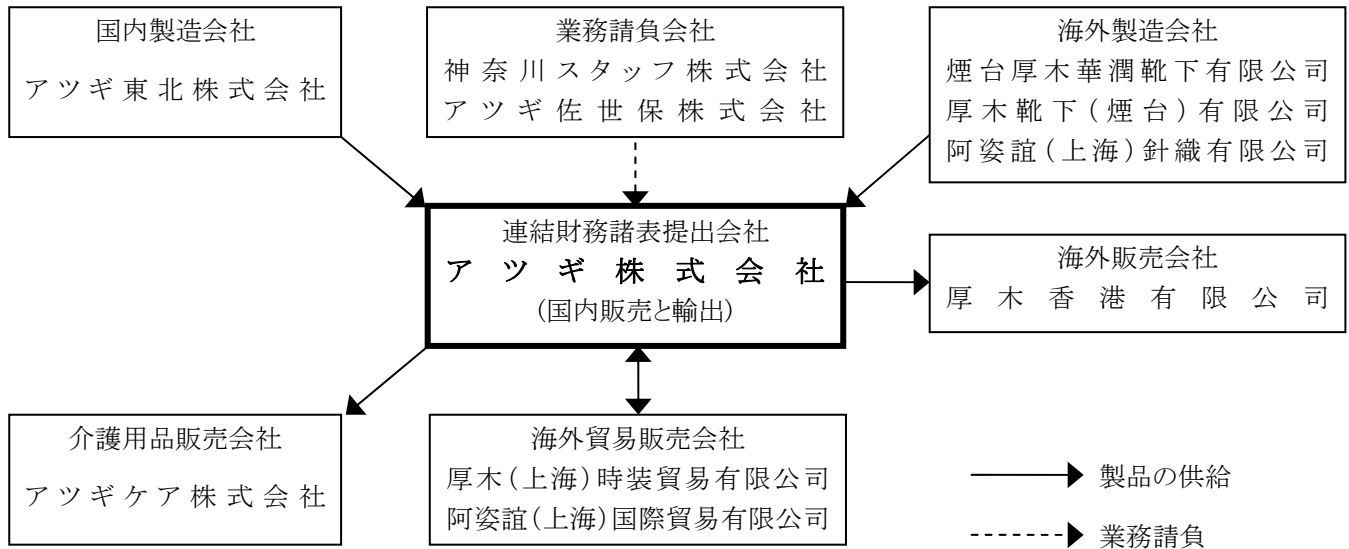 国内製造会社
アツギ東北株式会社
業務請負会社
神奈川スタッフ株式会社
アツギ佐世保株式会社
海外製造会社
煙台厚木華潤靴下有限公司
厚木靴下(煙台)有限公司
阿姿誼(上海)針織有限公司
連結財務諸表提出会社
アツギ株式会社
(国内販売と輸出)
海外販売会社
厚木香港有限公司
介護用品販売会社
アツギケア株式会社
海外貿易販売会社
厚木(上海)時装貿易有限公司
阿姿誼(上海)国際貿易有限公司
製品の供給
業務請負